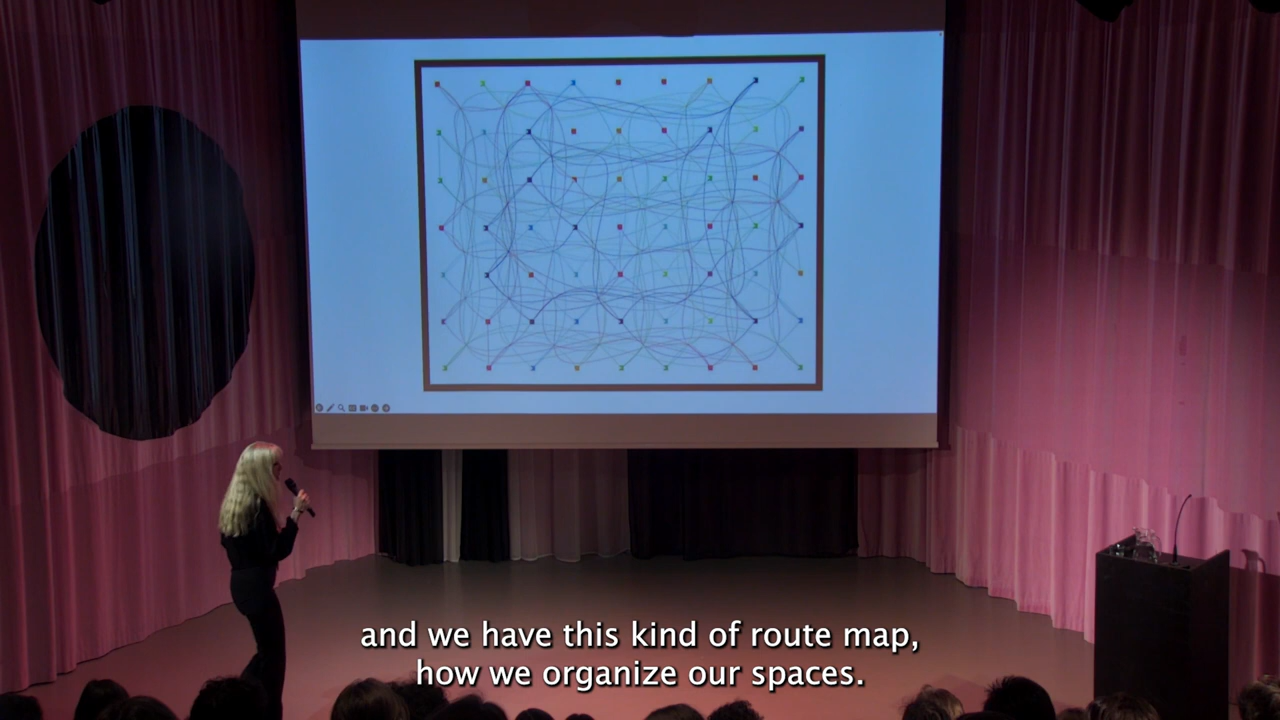 and we have this kind of route map,
how we organize our spaces.